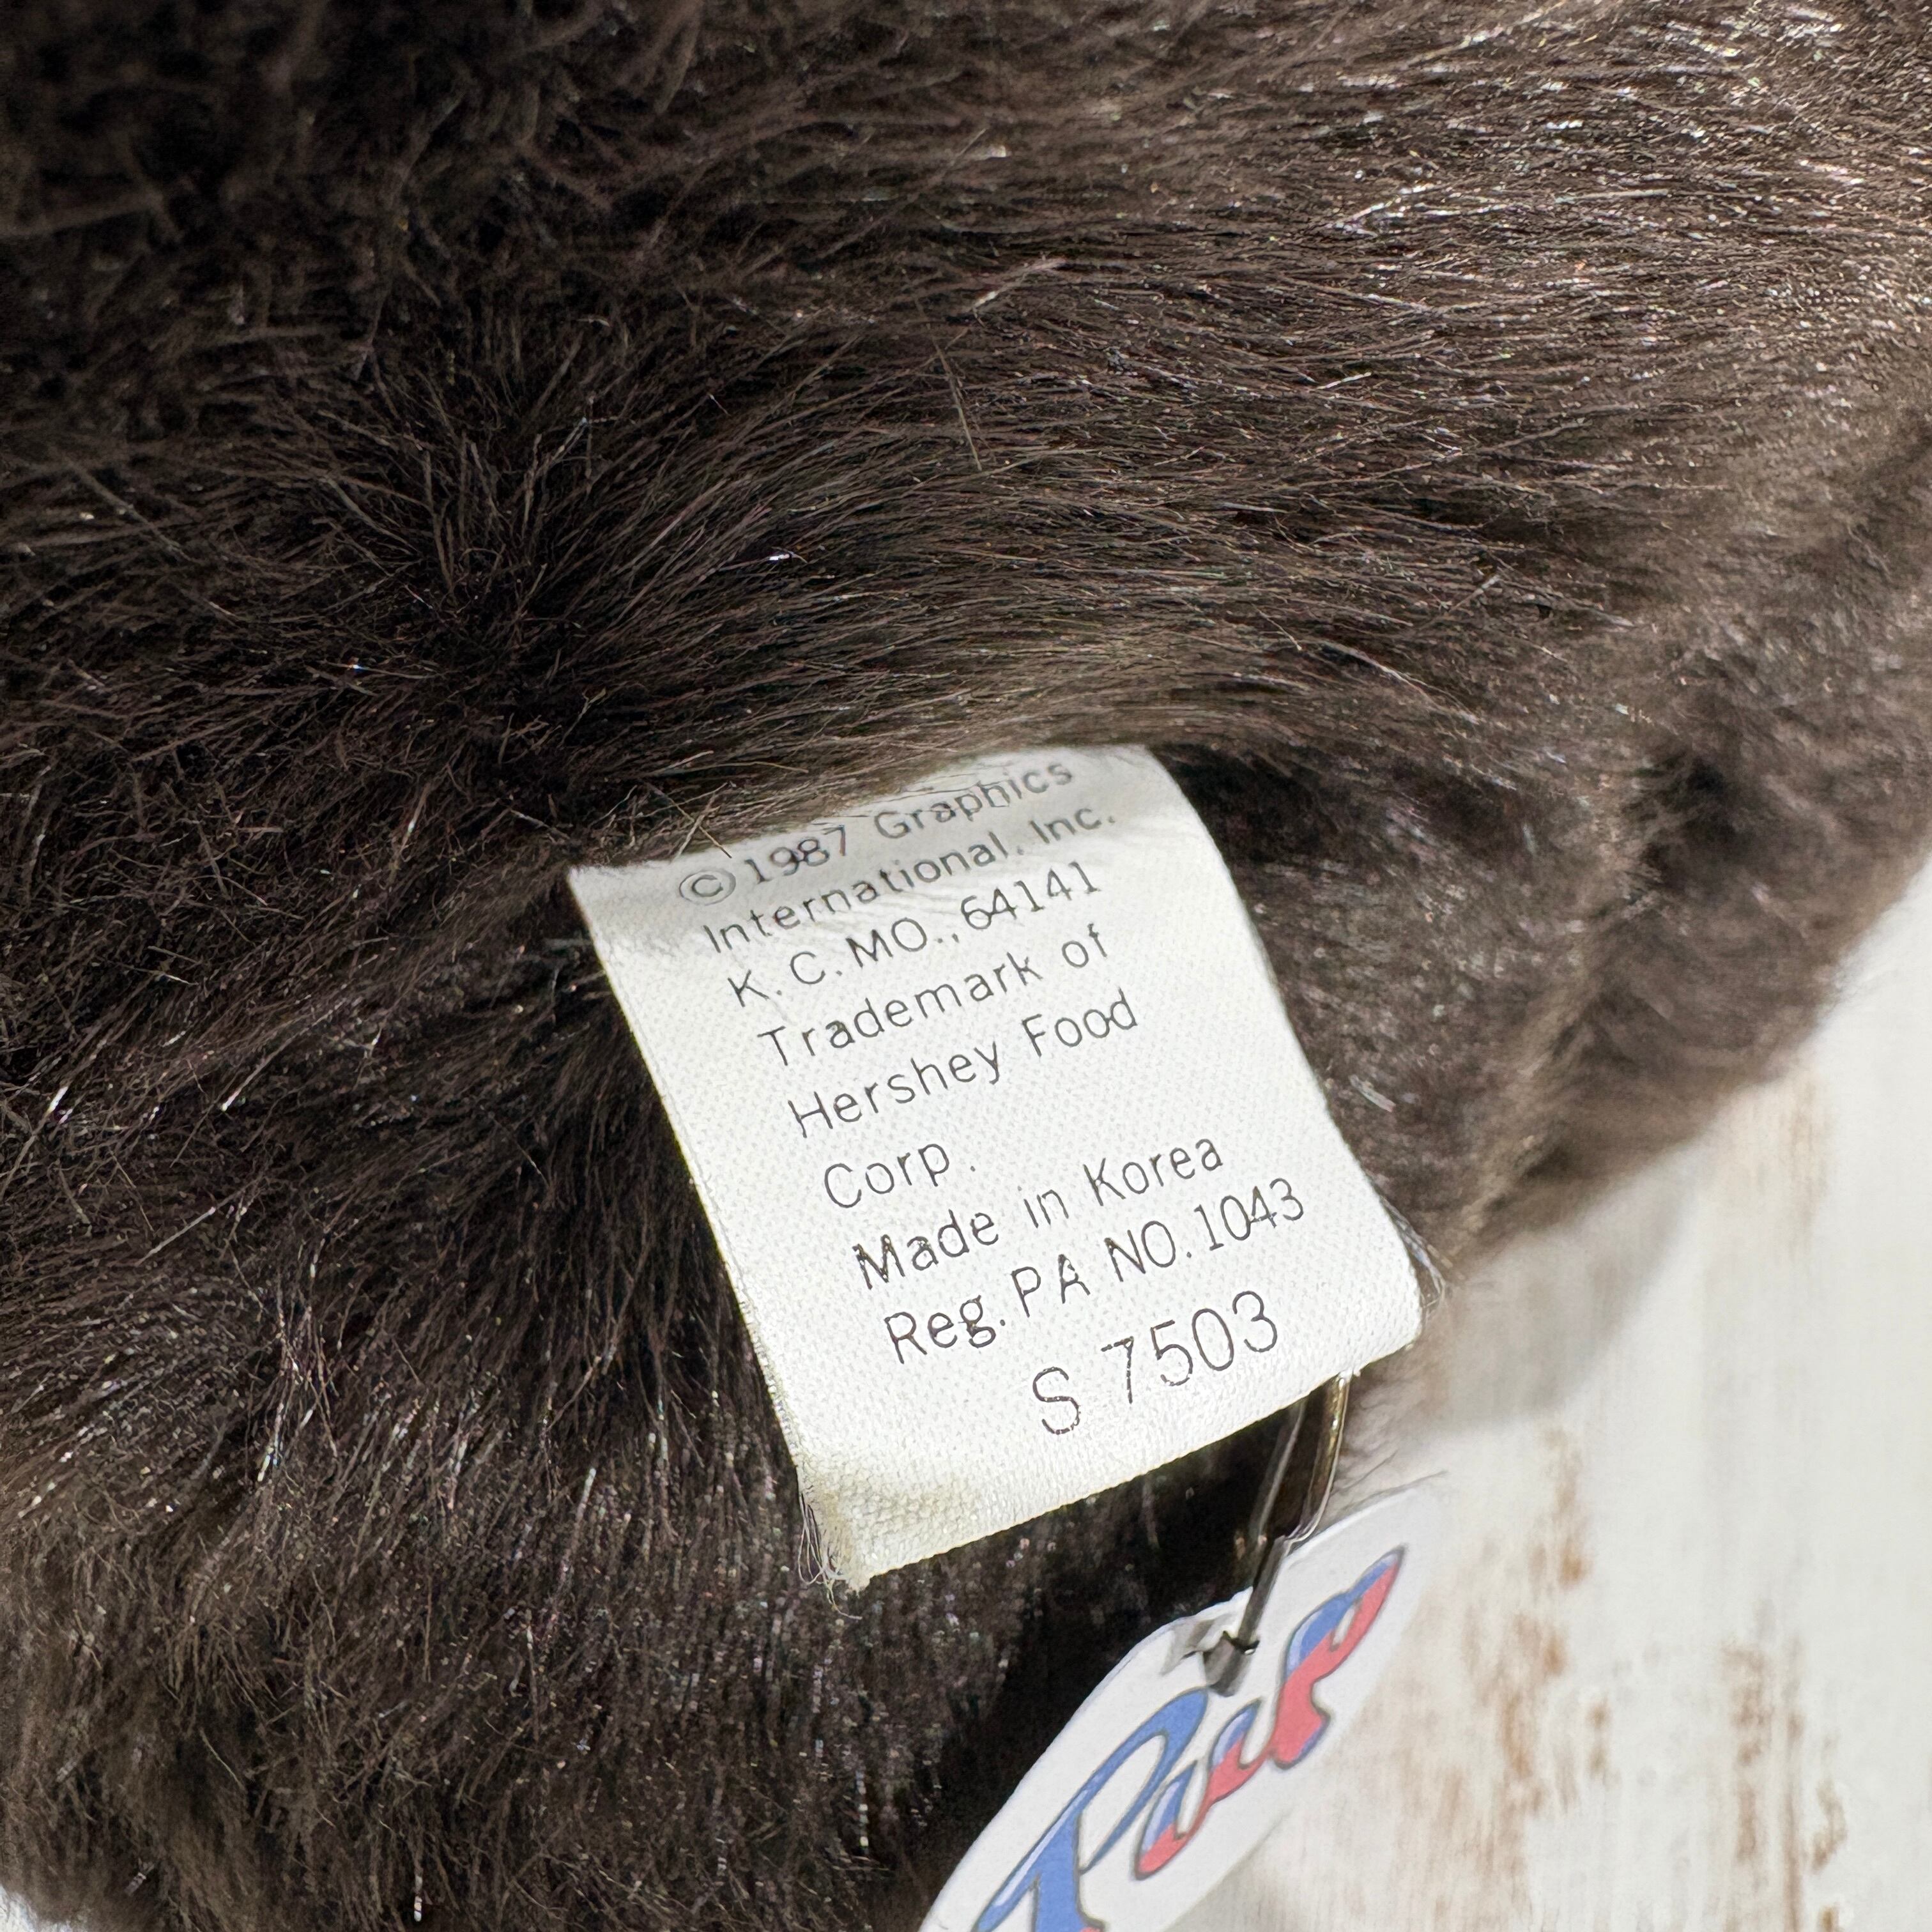 © 1987 Graphics
International, Inc.
K.C.MO.,64141
Trademark of
Hershey Food
Corp.
Made in Korea
Reg. PA NO. 1043
S 7503
Pup